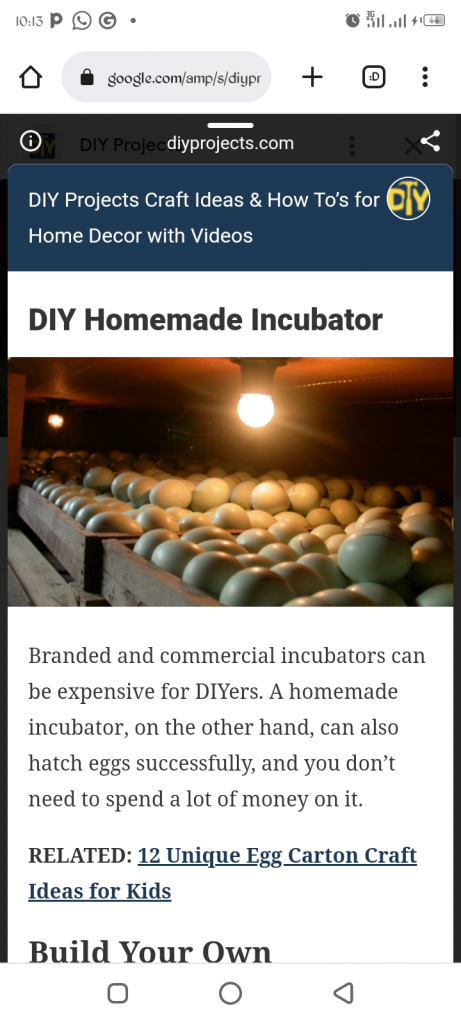 10:13
google.com/amp/s/diypr
:D
DIY Projec
diyprojects.com
DIY Projects Craft Ideas & How To’s for
Home Decor with Videos
DIY
DIY Homemade Incubator
Branded and commercial incubators can
be expensive for DIYers. A homemade
incubator, on the other hand, can also
hatch eggs successfully, and you don’t
need to spend a lot of money on it.
RELATED: 12 Unique Egg Carton Craft
Ideas for Kids
Build Your Own